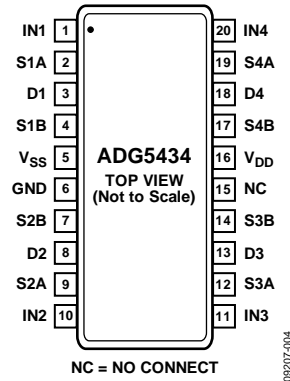 IN1 1
20 IN4
S1A 2
19 S4A
D1 3
18 D4
S1B 4
17 S4B
VSS 5
ADG5434
16 VDD
GND 6
TOP VIEW
(Not to Scale)
15 NC
S2B 7
14 S3B
D2 8
13 D3
S2A 9
12 S3A
IN2 10
11 IN3
NC = NO CONNECT
09207-004